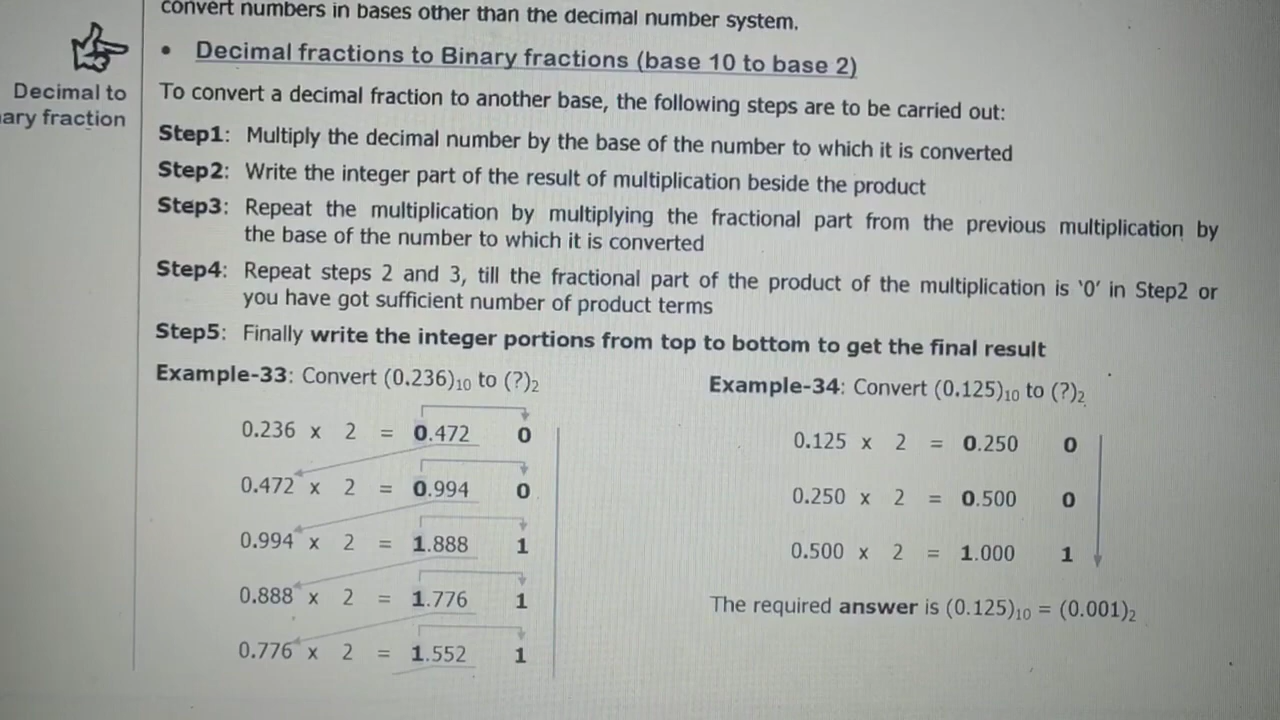 convert numbers in bases other than the decimal number system.
• Decimal fractions to Binary fractions (base 10 to base 2)
Decimal to
ary fraction
To convert a decimal fraction to another base, the following steps are to be carried out:
Step1: Multiply the decimal number by the base of the number to which it is converted
Step2: Write the integer part of the result of multiplication beside the product
Step3: Repeat the multiplication by multiplying the fractional part from the previous multiplication by
the base of the number to which it is converted
Step4: Repeat steps 2 and 3, till the fractional part of the product of the multiplication is ‘0’ in Step2 or
you have got sufficient number of product terms
Step5: Finally write the integer portions from top to bottom to get the final result
Example-33: Convert (0.236)₁₀ to (?)₂
0.236 x 2 = 0.472 0
0.472 x 2 = 0.994 0
0.994 x 2 = 1.888 1
0.888 x 2 = 1.776 1
0.776 x 2 = 1.552 1
Example-34: Convert (0.125)₁₀ to (?)₂
0.125 x 2 = 0.250 0
0.250 x 2 = 0.500 0
0.500 x 2 = 1.000 1
The required answer is (0.125)₁₀ = (0.001)₂